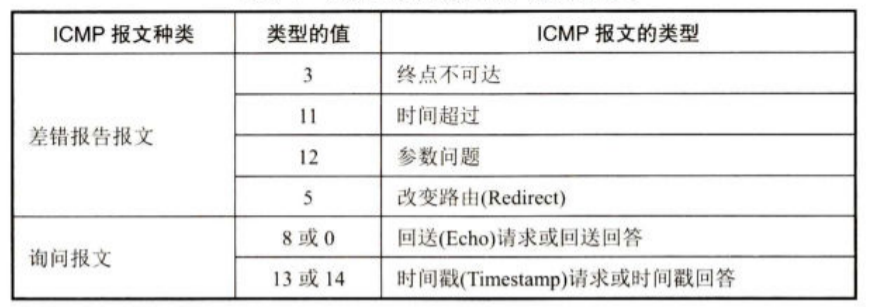 ICMP 报文种类 类型的值 ICMP 报文的类型
差错报告报文 3 终点不可达
11 时间超过
12 参数问题
5 改变路由(Redirect)
询问报文 8 或 0 回送(Echo)请求或回送回答
13 或 14 时间戳(Timestamp)请求或时间戳回答